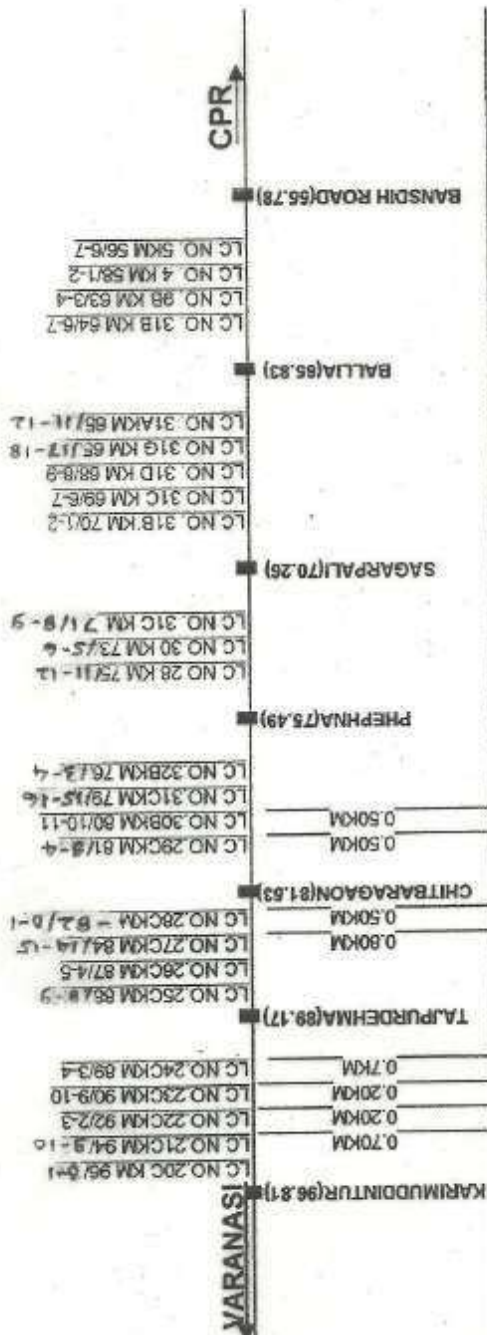 VARANASI
KARIMUDDINTUR(96.81)
LC NO. 20C KM 96/0-1
LC NO.21CKM 94/9-10
0.70KM
LC NO.22CKM 92/2-3
0.20KM
LC NO.23CKM 90/9-10
0.20KM
LC NO.24CKM 89/3-4
0.7KM
TAJPURDEHMA(89.17)
LC NO.25CKM
LC NO.26CKM 87/4-5
LC NO.27CKM 84/14-15
0.80KM
LC NO.28CKM - 82/0-1
0.50KM
CHITBARAGAON(81.53)
LC NO.29CKM 81/3-4
0.50KM
LC NO.30BKM 80/10-11
0.50KM
LC NO.31CKM 79/15-16
LC NO.32BKM 76/3-4
PHEPHNA(75.49)
LC NO 28 KM 75/11-12
LC NO 30 KM 73/5-6
LC NO. 31C KM 71/8-9
SAGARPALI(70.26)
LC NO. 31B KM 70/1-2
LC NO 31C KM 69/6-7
LC NO. 31D KM 68/8-9
LC NO 31G KM 65/17-18
LC NO. 31AKM 65/11-12
BALLIA(65.83)
LC NO. 31B KM 64/6-7
LC NO. 9B KM 63/3-4
LC NO. 4 KM 58/1-2
LC NO. 5KM 56/6-7
BANSDIH ROAD(55.78)
CPR